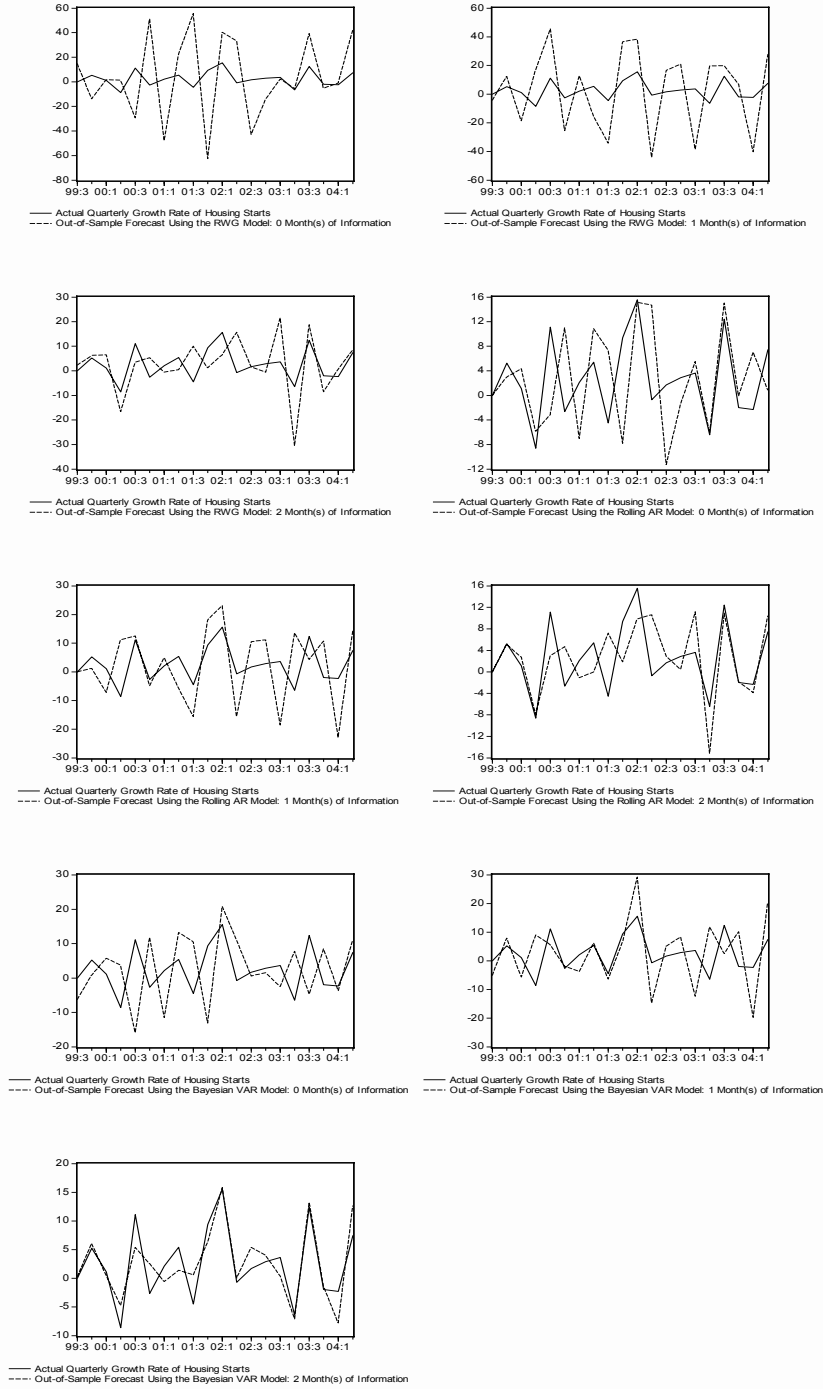 60
40
20
0
-20
-40
-60
-80
99:3 00:1 00:3 01:1 01:3 02:1 02:3 03:1 03:3 04:1
Actual Quarterly Growth Rate of Housing Starts
Out-of-Sample Forecast Using the RWG Model: 0 Month(s) of Information
60
40
20
0
-20
-40
-60
99:3 00:1 00:3 01:1 01:3 02:1 02:3 03:1 03:3 04:1
Actual Quarterly Growth Rate of Housing Starts
Out-of-Sample Forecast Using the RWG Model: 1 Month(s) of Information
30
20
10
0
-10
-20
-30
-40
99:3 00:1 00:3 01:1 01:3 02:1 02:3 03:1 03:3 04:1
Actual Quarterly Growth Rate of Housing Starts
Out-of-Sample Forecast Using the RWG Model: 2 Month(s) of Information
16
12
8
4
0
-4
-8
-12
99:3 00:1 00:3 01:1 01:3 02:1 02:3 03:1 03:3 04:1
Actual Quarterly Growth Rate of Housing Starts
Out-of-Sample Forecast Using the Rolling AR Model: 0 Month(s) of Information
30
20
10
0
-10
-20
-30
99:3 00:1 00:3 01:1 01:3 02:1 02:3 03:1 03:3 04:1
Actual Quarterly Growth Rate of Housing Starts
Out-of-Sample Forecast Using the Rolling AR Model: 1 Month(s) of Information
16
12
8
4
0
-4
-8
-12
-16
99:3 00:1 00:3 01:1 01:3 02:1 02:3 03:1 03:3 04:1
Actual Quarterly Growth Rate of Housing Starts
Out-of-Sample Forecast Using the Rolling AR Model: 2 Month(s) of Information
30
20
10
0
-10
-20
99:3 00:1 00:3 01:1 01:3 02:1 02:3 03:1 03:3 04:1
Actual Quarterly Growth Rate of Housing Starts
Out-of-Sample Forecast Using the Bayesian VAR Model: 0 Month(s) of Information
30
20
10
0
-10
-20
-30
99:3 00:1 00:3 01:1 01:3 02:1 02:3 03:1 03:3 04:1
Actual Quarterly Growth Rate of Housing Starts
Out-of-Sample Forecast Using the Bayesian VAR Model: 1 Month(s) of Information
20
15
10
5
0
-5
-10
99:3 00:1 00:3 01:1 01:3 02:1 02:3 03:1 03:3 04:1
Actual Quarterly Growth Rate of Housing Starts
Out-of-Sample Forecast Using the Bayesian VAR Model: 2 Month(s) of Information